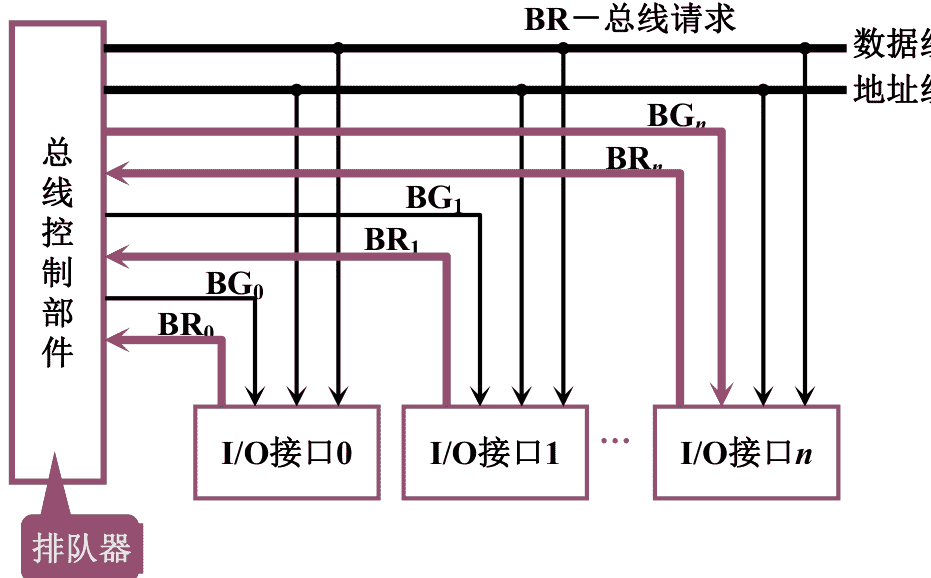 BR－总线请求
数据
地址
BGn
BRn
BG1
BR1
BG0
BR0
总线控制部件
I/O接口0
I/O接口1
…
I/O接口n
排队器